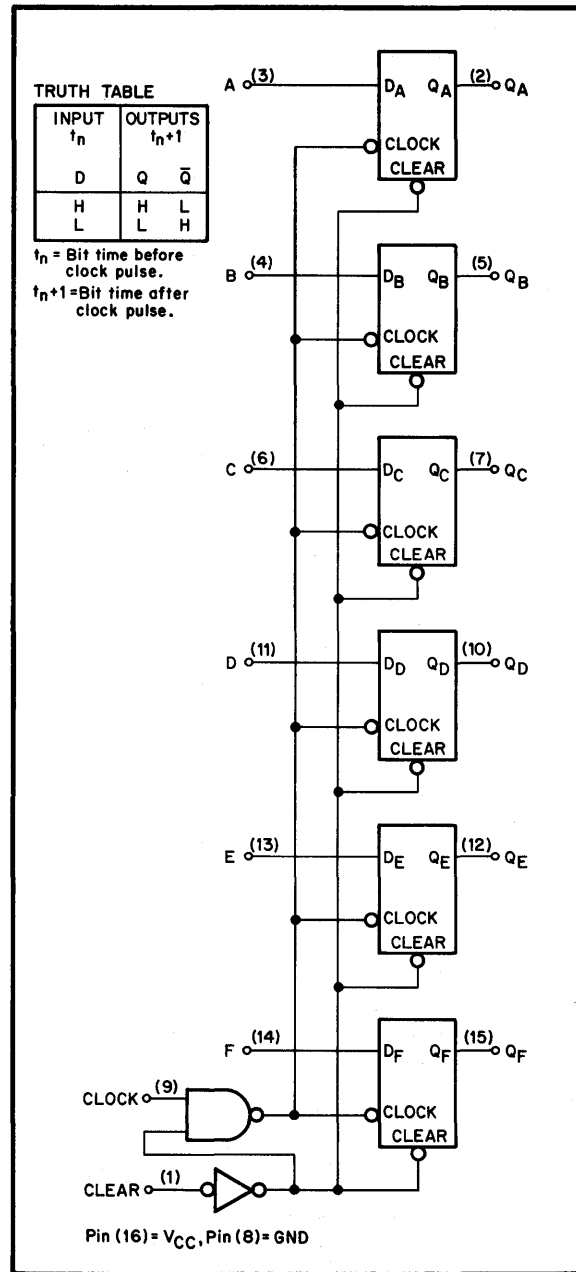 TRUTH TABLE
INPUT OUTPUTS
tn tn+1
D Q Q̅
H H L
L L H
tn = Bit time before
clock pulse.
tn+1 = Bit time after
clock pulse.
A (3) DA QA (2) QA
CLOCK
CLEAR
B (4) DB QB (5) QB
CLOCK
CLEAR
C (6) DC QC (7) QC
CLOCK
CLEAR
D (11) DD QD (10) QD
CLOCK
CLEAR
E (13) DE QE (12) QE
CLOCK
CLEAR
F (14) DF QF (15) QF
CLOCK (9) CLOCK
CLEAR
CLEAR (1)
Pin (16) = VCC, Pin (8) = GND